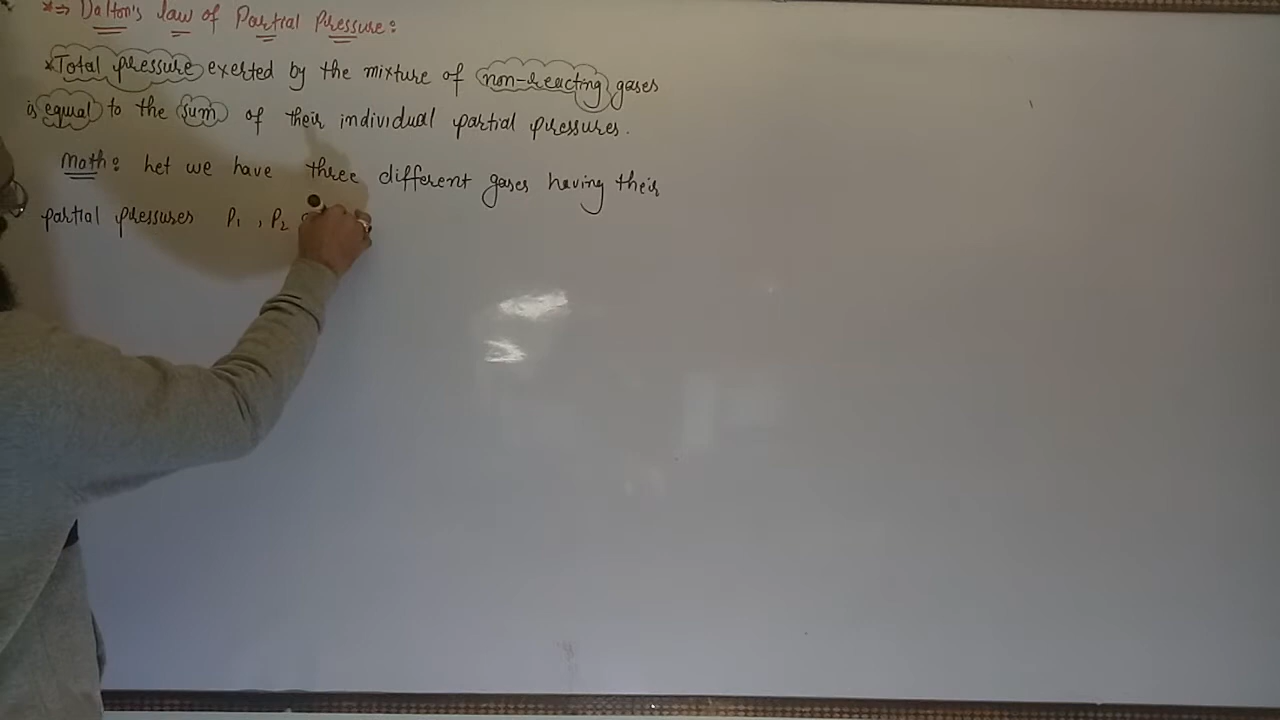 *⇒ Dalton's law of Partial Pressure:
*Total pressure exerted by the mixture of non-reacting gases
is equal to the sum of their individual partial pressures.
Math: Let we have three different gases having their
partial pressures P₁ , P₂